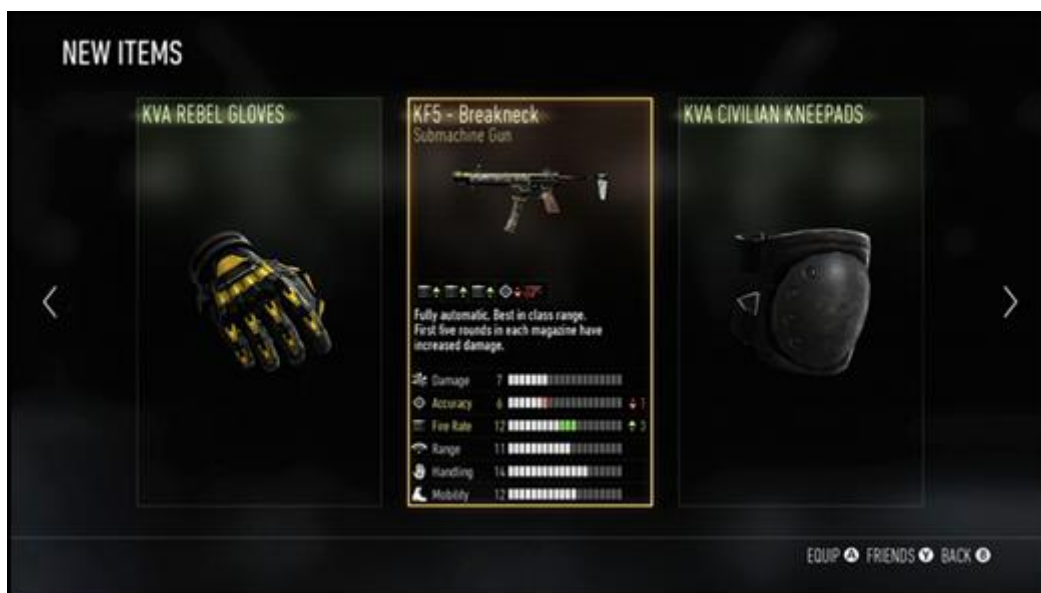 NEW ITEMS
KVA REBEL GLOVES
KF5 - Breakneck
Submachine Gun
Fully automatic. Best in class range.
First five rounds in each magazine have
increased damage.
Damage 7
Accuracy 6 1
Fire Rate 12 3
Range 11
Handling 14
Mobility 12
KVA CIVILIAN KNEEPADS
EQUIP A FRIENDS Y BACK B